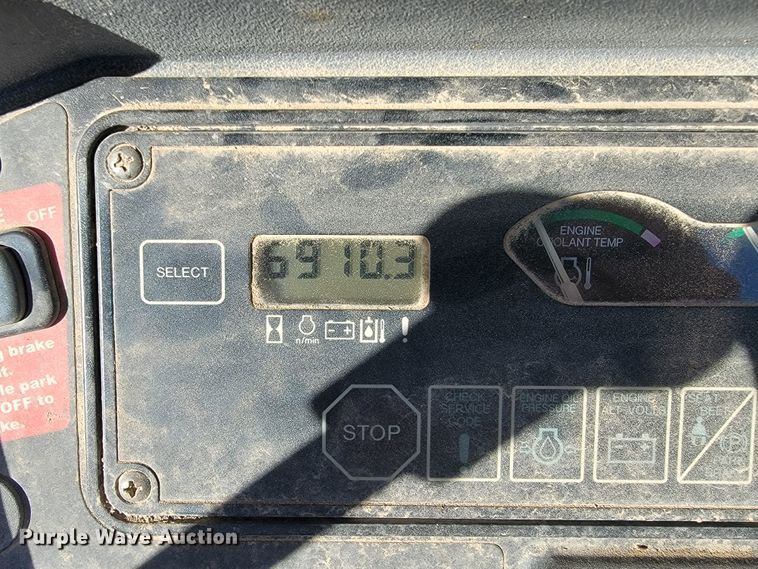 OFF
SELECT
6910.3
n/min
ENGINE
COOLANT TEMP
g brake
t.
le park
OFF to
ke.
STOP
CHECK
SERVICE
CODE
ENGINE OIL
PRESSURE
ENGINE
ALT VOLTS
SEAT
BELT
Purple Wave Auction